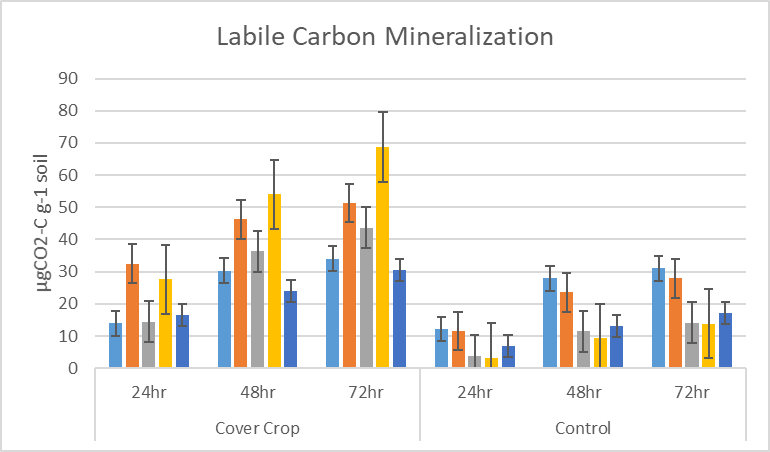 Labile Carbon Mineralization
90
80
70
60
50
40
30
20
10
0
µgCO2-C g-1 soil
24hr 48hr 72hr 24hr 48hr 72hr
Cover Crop Control